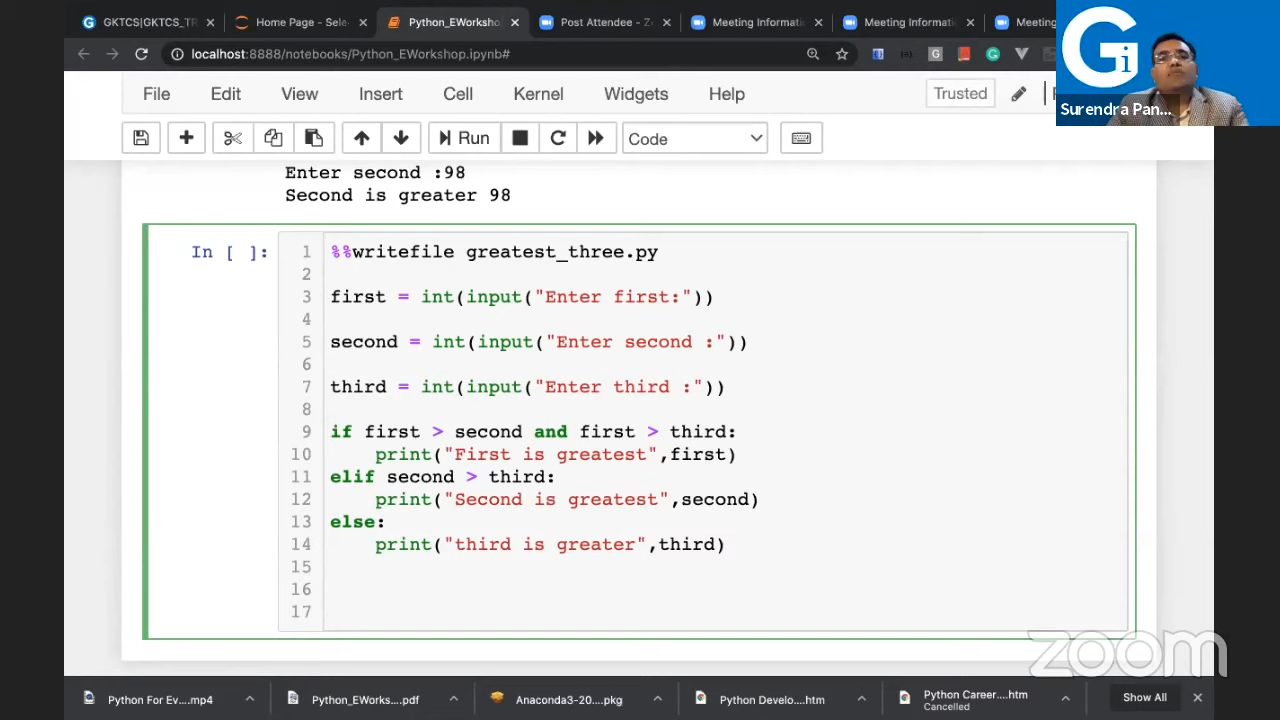 GKTCS|GKTCS_TR
Home Page - Sele
Python_EWorksho
Post Attendee - Z
Meeting Informati
Meeting Informati
Meeting
localhost:8888/notebooks/Python_EWorkshop.ipynb#
Gi
Surendra Pan...
File Edit View Insert Cell Kernel Widgets Help Trusted
Run Code
Enter second :98
Second is greater 98
In [ ]:
1 %%writefile greatest_three.py
2
3 first = int(input("Enter first:"))
4
5 second = int(input("Enter second :"))
6
7 third = int(input("Enter third :"))
8
9 if first > second and first > third:
10 print("First is greatest",first)
11 elif second > third:
12 print("Second is greatest",second)
13 else:
14 print("third is greater",third)
15
16
17
zoom
Python For Ev....mp4
Python_EWorks....pdf
Anaconda3-20....pkg
Python Develo....htm
Python Career....htm
Cancelled
Show All